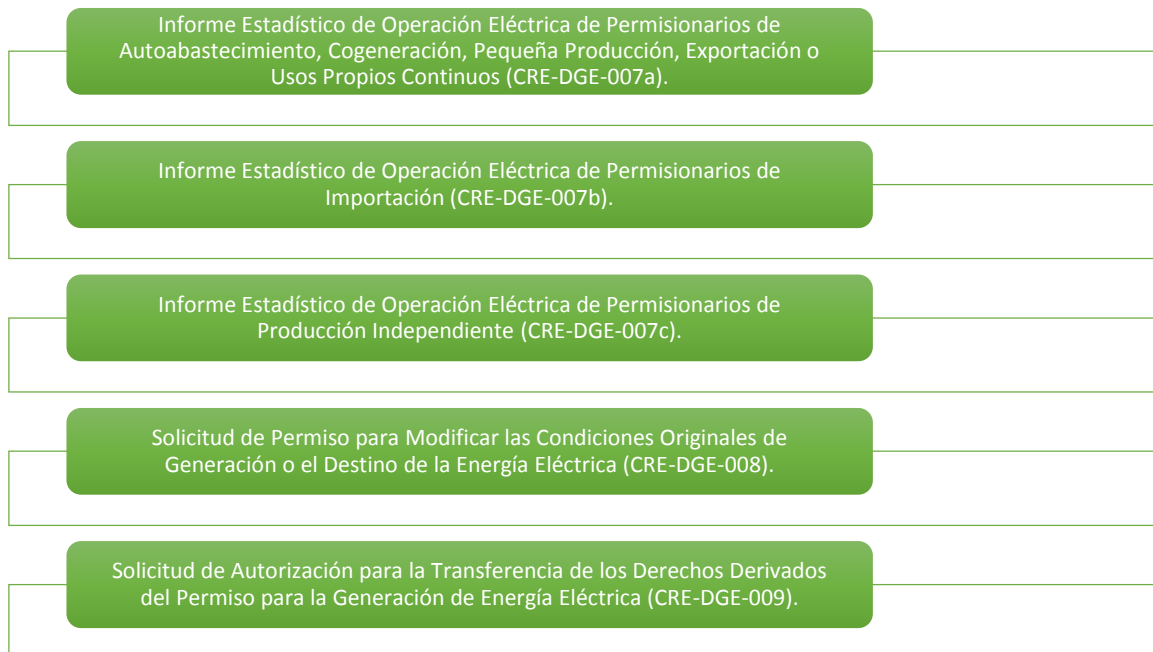 Informe Estadístico de Operación Eléctrica de Permisionarios de
Autoabastecimiento, Cogeneración, Pequeña Producción, Exportación o
Usos Propios Continuos (CRE-DGE-007a).
Informe Estadístico de Operación Eléctrica de Permisionarios de
Importación (CRE-DGE-007b).
Informe Estadístico de Operación Eléctrica de Permisionarios de
Producción Independiente (CRE-DGE-007c).
Solicitud de Permiso para Modificar las Condiciones Originales de
Generación o el Destino de la Energía Eléctrica (CRE-DGE-008).
Solicitud de Autorización para la Transferencia de los Derechos Derivados
del Permiso para la Generación de Energía Eléctrica (CRE-DGE-009).